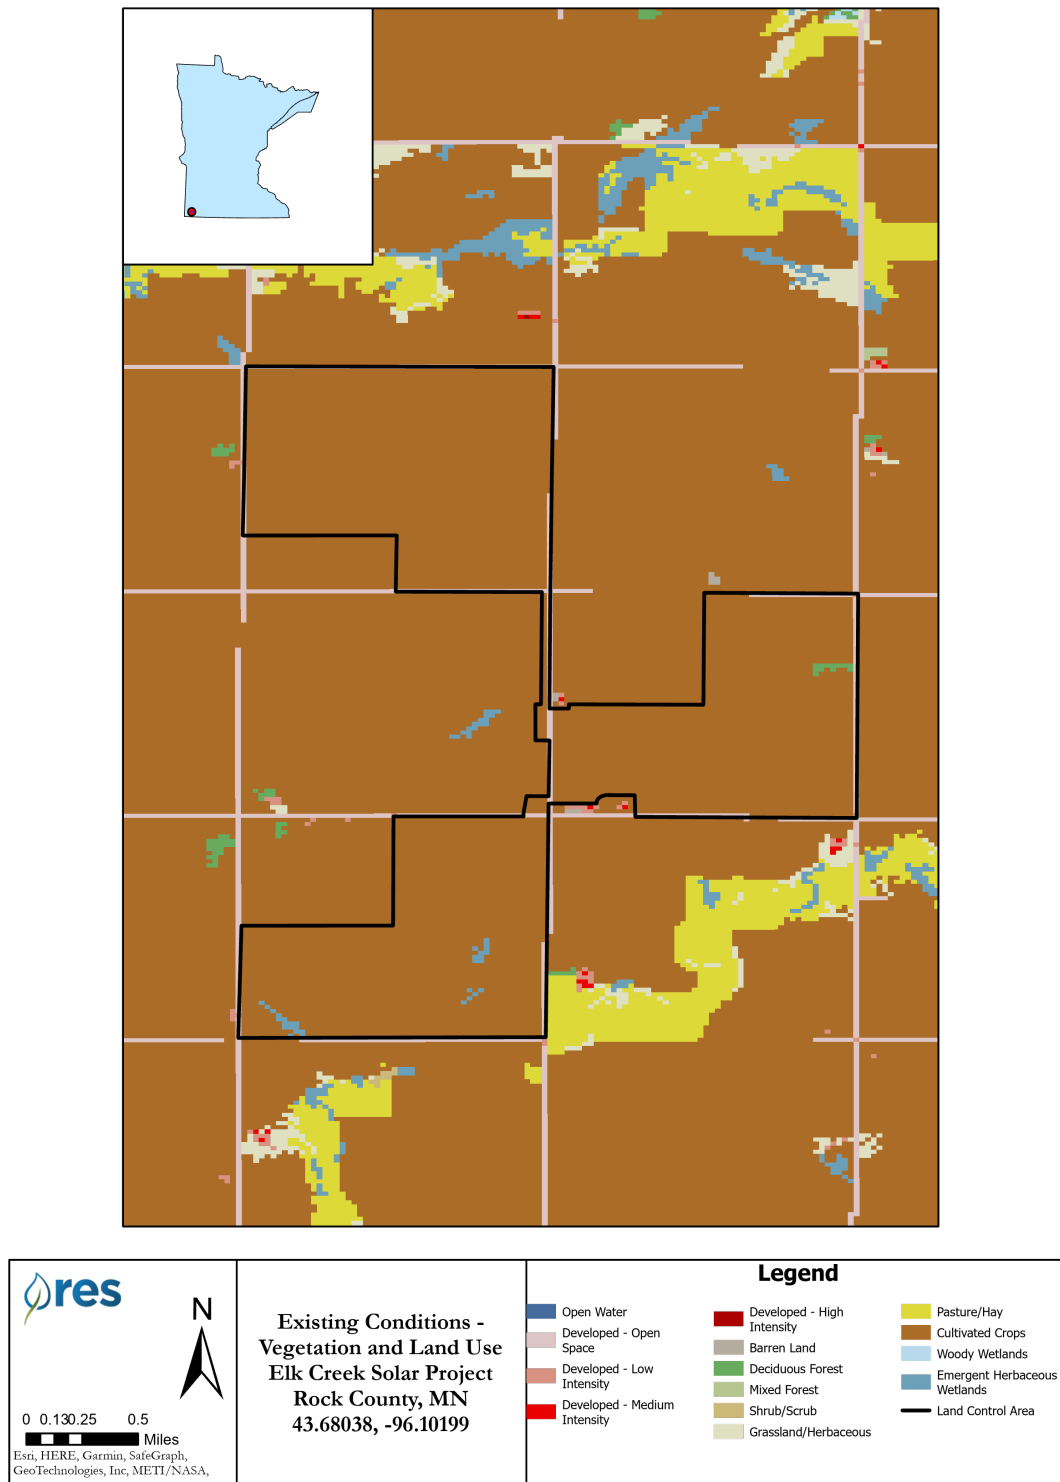 res
N
0 0.13 0.25 0.5
Miles
Esri, HERE, Garmin, SafeGraph,
GeoTechnologies, Inc, METI/NASA,
Existing Conditions -
Vegetation and Land Use
Elk Creek Solar Project
Rock County, MN
43.68038, -96.10199
Legend
Open Water
Developed - Open
Space
Developed - Low
Intensity
Developed - Medium
Intensity
Developed - High
Intensity
Barren Land
Deciduous Forest
Mixed Forest
Shrub/Scrub
Grassland/Herbaceous
Pasture/Hay
Cultivated Crops
Woody Wetlands
Emergent Herbaceous
Wetlands
Land Control Area